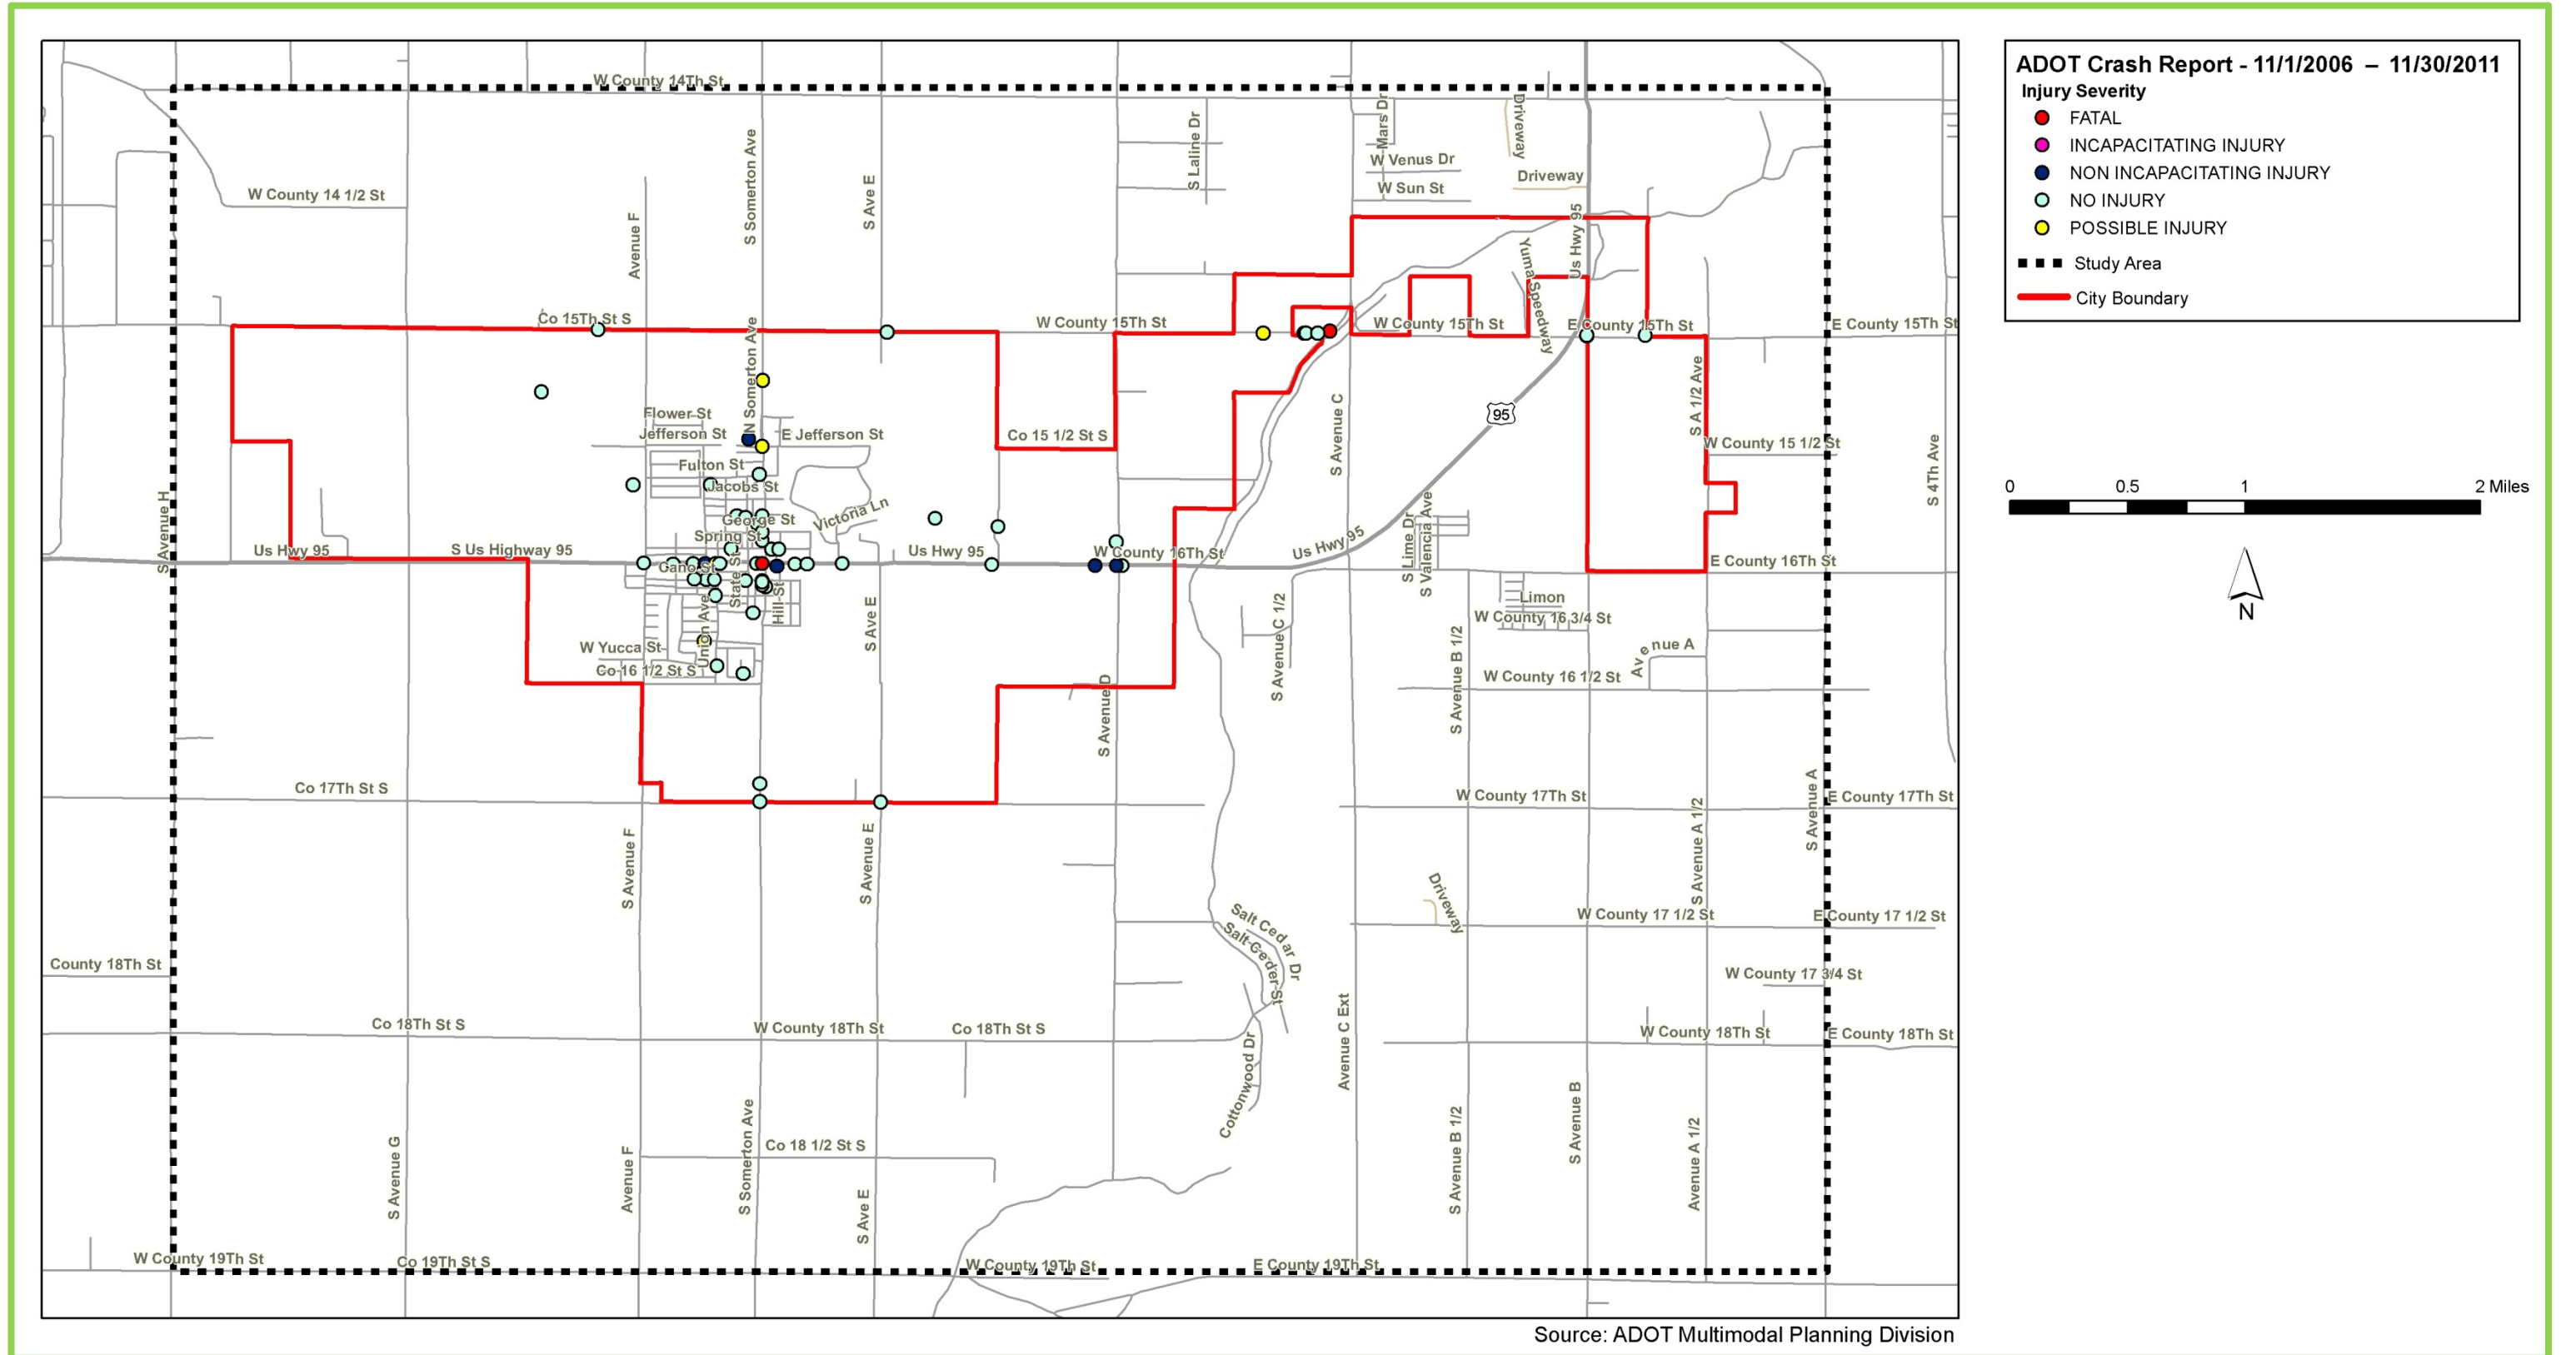 ADOT Crash Report - 11/1/2006 – 11/30/2011
Injury Severity
FATAL
INCAPACITATING INJURY
NON INCAPACITATING INJURY
NO INJURY
POSSIBLE INJURY
Study Area
City Boundary
0 0.5 1 2 Miles
N
W County 14Th St
W County 14 1/2 St
Avenue F
S Somerton Ave
S Ave E
S Laline Dr
Mars Dr
W Venus Dr
W Sun St
Driveway
Driveway
Us Hwy 95
Yuma Speedway
Co 15Th St S
N Somerton Ave
W County 15Th St
W County 15Th St
E County 15Th St
E County 15Th St
Flower St
Jefferson St
E Jefferson St
Co 15 1/2 St S
S Avenue C
95
S A 1/2 Ave
W County 15 1/2 St
S 4Th Ave
Fulton St
Jacobs St
George St
Victoria Ln
Spring St
S Avenue H
Us Hwy 95
S Us Highway 95
Cano St
State St
Hill St
Union Ave
Us Hwy 95
W County 16Th St
Us Hwy 95
S Lime Dr
S Valencia Ave
E County 16Th St
S Ave E
S Avenue C 1/2
Limon
W County 16 3/4 St
W Yucca St
Co 16 1/2 St S
S Avenue D
S Avenue B 1/2
Avenue A
W County 16 1/2 St
Co 17Th St S
W County 17Th St
E County 17Th St
S Avenue F
S Avenue E
S Avenue A 1/2
S Avenue A
Driveway
Salt Cedar Dr
Salt Ceder St
W County 17 1/2 St
E County 17 1/2 St
County 18Th St
W County 17 3/4 St
Co 18Th St S
W County 18Th St
Co 18Th St S
W County 18Th St
E County 18Th St
Cottonwood Dr
Avenue C Ext
S Avenue G
Avenue F
S Somerton Ave
Co 18 1/2 St S
S Ave E
S Avenue B 1/2
S Avenue B
Avenue A 1/2
W County 19Th St
Co 19Th St S
W County 19Th St
E County 19Th St
Source: ADOT Multimodal Planning Division